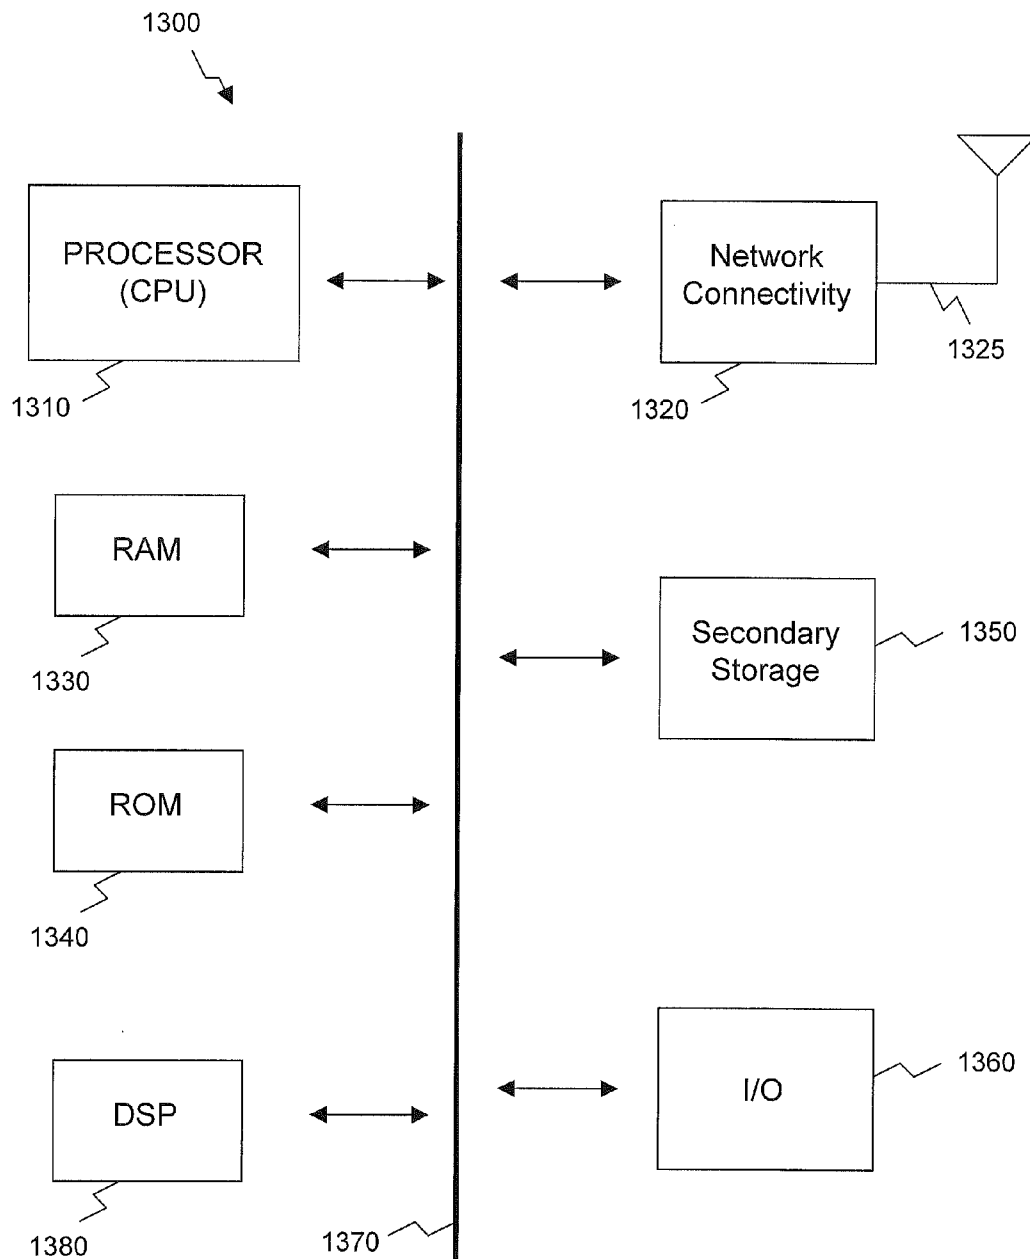 1300
PROCESSOR
(CPU)
1310
Network
Connectivity
1320
1325
RAM
1330
Secondary
Storage
1350
ROM
1340
DSP
1380
1370
I/O
1360